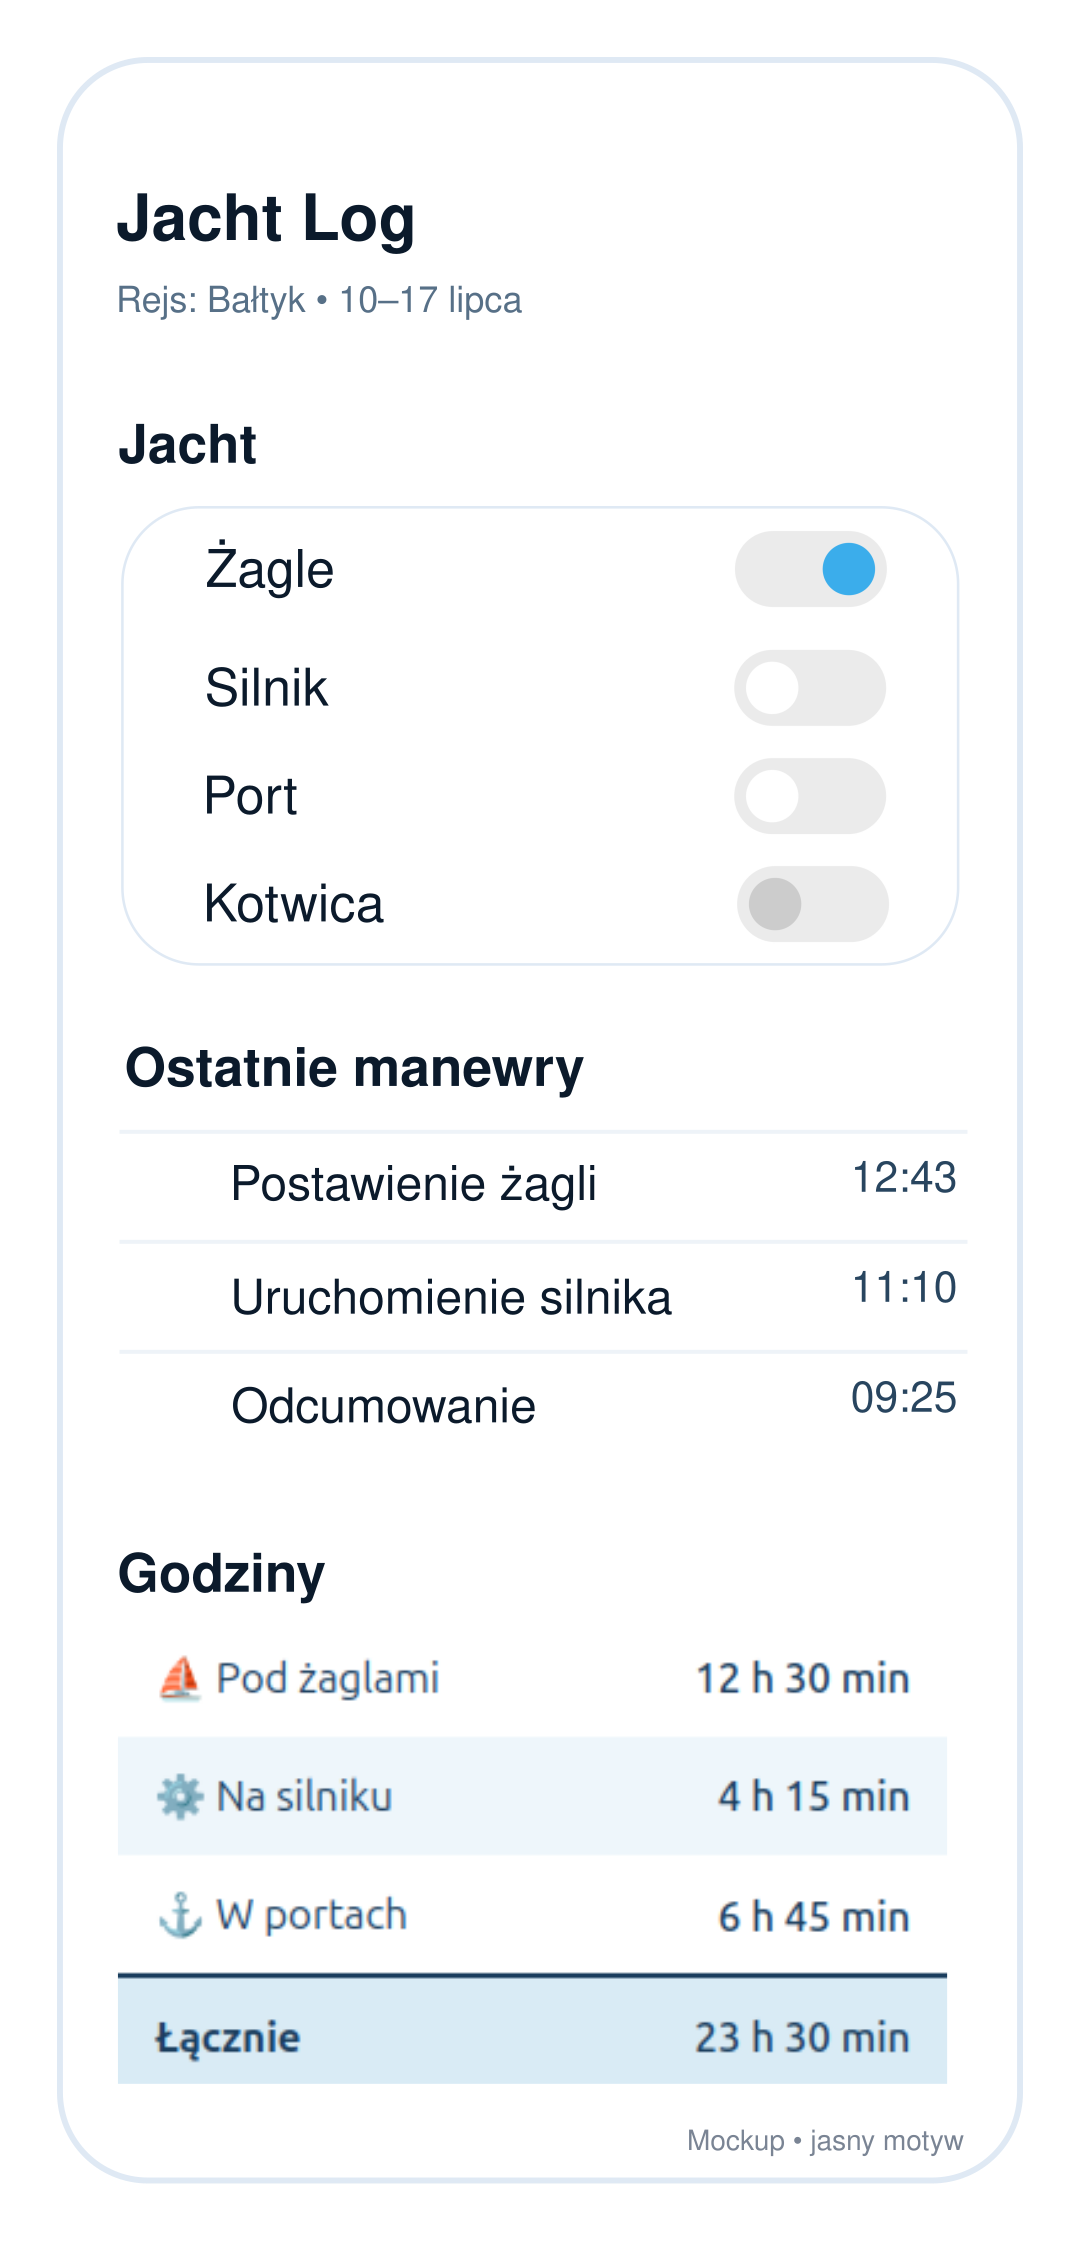 Jacht Log
Rejs: Bałtyk • 10–17 lipca
Jacht
Żagle
Silnik
Port
Kotwica
Ostatnie manewry
Postawienie żagli 12:43
Uruchomienie silnika 11:10
Odcumowanie 09:25
Godziny
⛵ Pod żaglami 12 h 30 min
⚙️ Na silniku 4 h 15 min
⚓ W portach 6 h 45 min
Łącznie 23 h 30 min
Mockup • jasny motyw